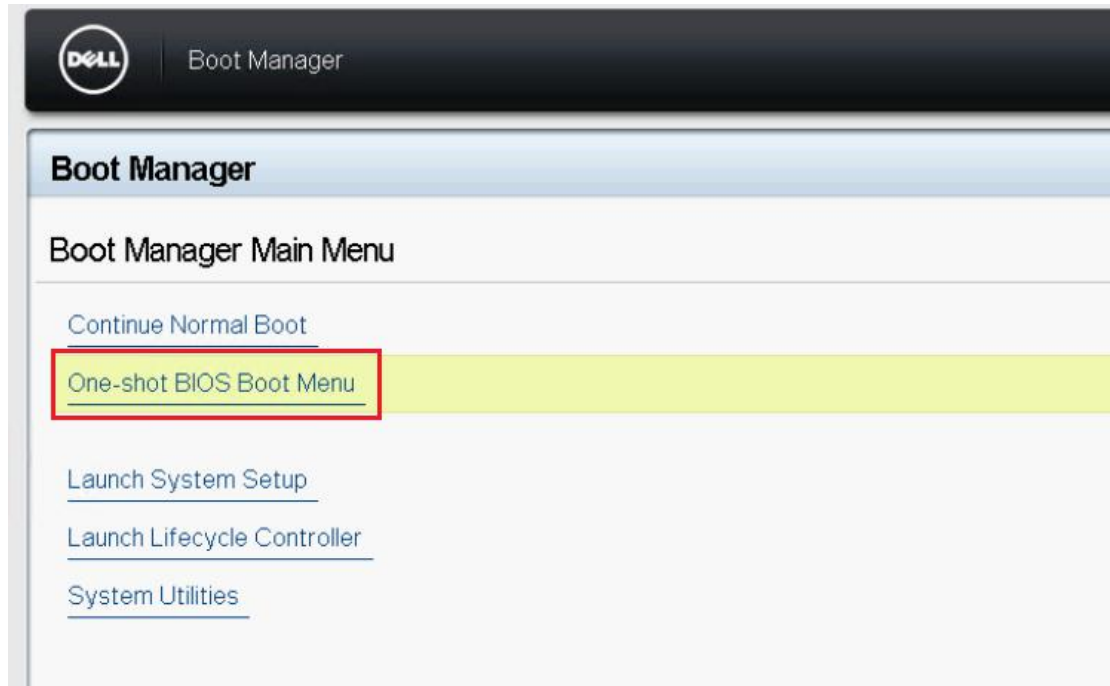 DELL
Boot Manager
Boot Manager
Boot Manager Main Menu
Continue Normal Boot
One-shot BIOS Boot Menu
Launch System Setup
Launch Lifecycle Controller
System Utilities